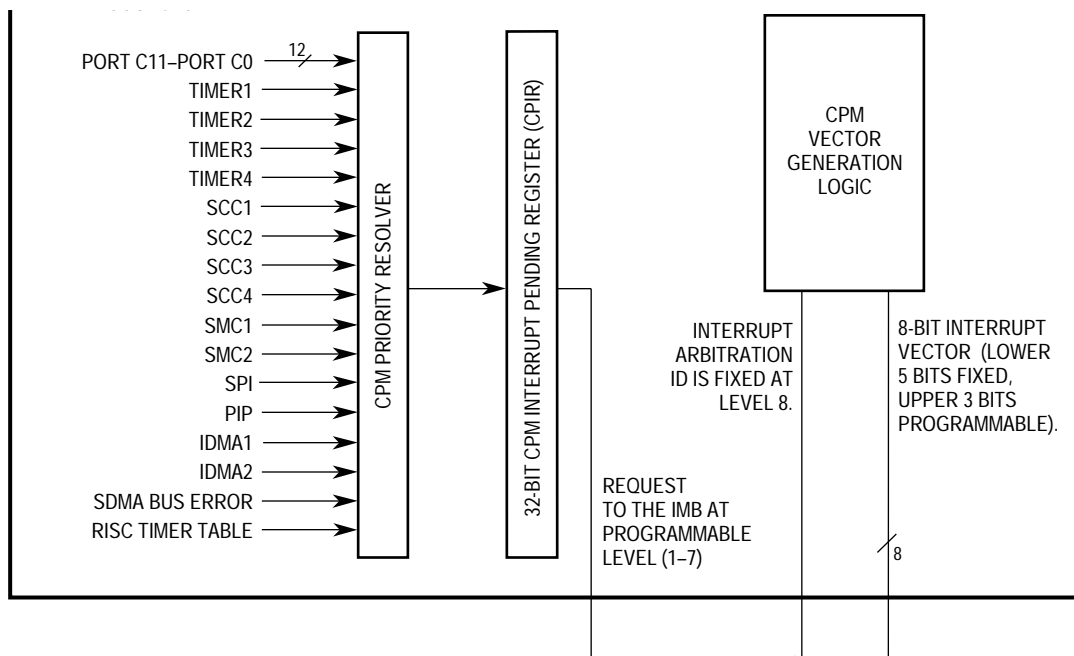 PORT C11–PORT C0
12
TIMER1
TIMER2
TIMER3
TIMER4
SCC1
SCC2
SCC3
SCC4
SMC1
SMC2
SPI
PIP
IDMA1
IDMA2
SDMA BUS ERROR
RISC TIMER TABLE
CPM PRIORITY RESOLVER
32-BIT CPM INTERRUPT PENDING REGISTER (CPIR)
REQUEST
TO THE IMB AT
PROGRAMMABLE
LEVEL (1–7)
CPM
VECTOR
GENERATION
LOGIC
INTERRUPT
ARBITRATION
ID IS FIXED AT
LEVEL 8.
8-BIT INTERRUPT
VECTOR (LOWER
5 BITS FIXED,
UPPER 3 BITS
PROGRAMMABLE).
8